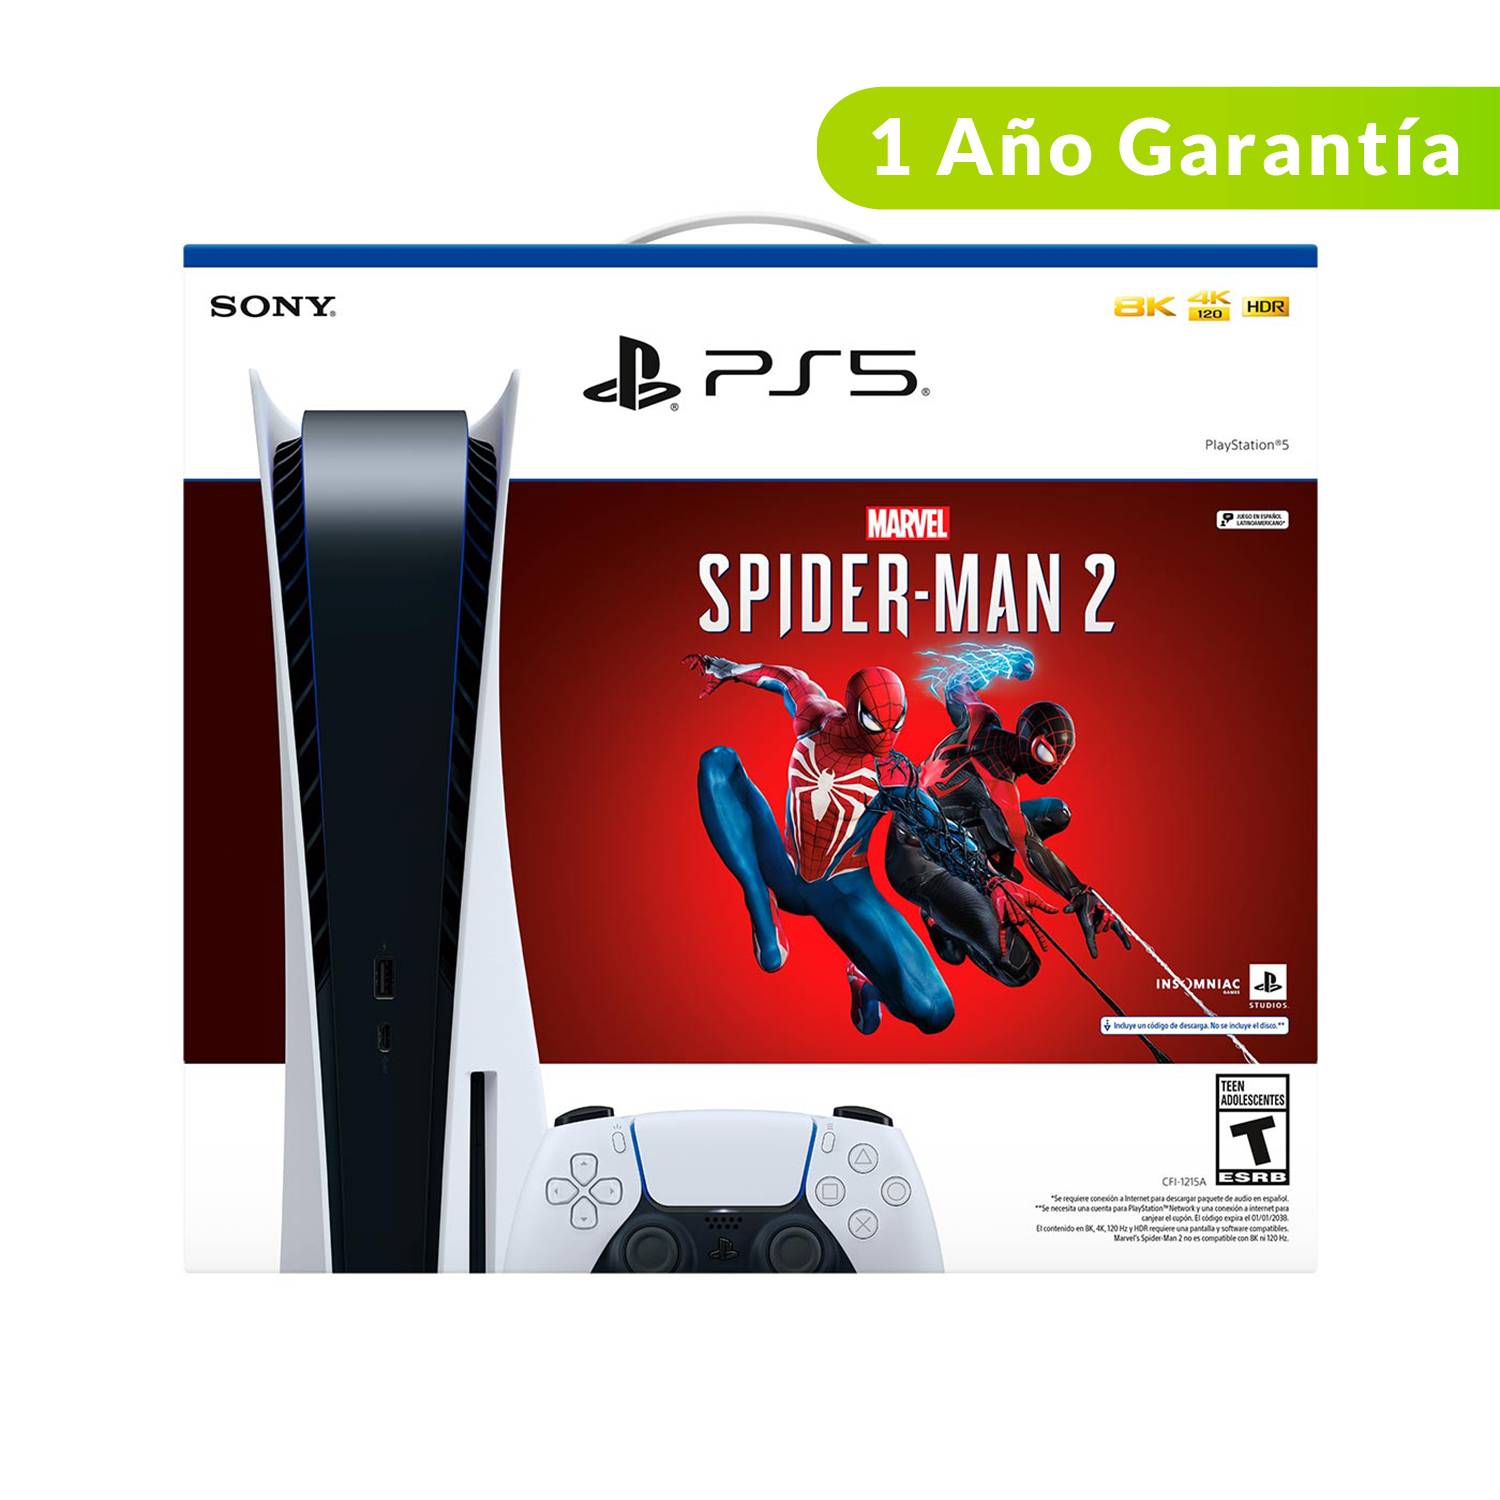 1 Año Garantía
SONY®
8K 4K 120 HDR
PS5®
PlayStation®5
MARVEL
SPIDER-MAN 2
JUEGO EN ESPAÑOL
LATINOAMERICANO*
INSOMNIAC
GAMES
STUDIOS
Incluye un código de descarga. No se incluye el disco.**
TEEN
ADOLESCENTES
T
ESRB
CFI-1215A
*Se requiere conexión a Internet para descargar paquete de audio en español.
**Se necesita una cuenta para PlayStation™Network y una conexión a internet para
canjear el cupón. El código expira el 01/01/2038.
El contenido en 8K, 4K, 120 Hz y HDR requiere una pantalla y software compatibles.
Marvel's Spider-Man 2 no es compatible con 8K ni 120 Hz.